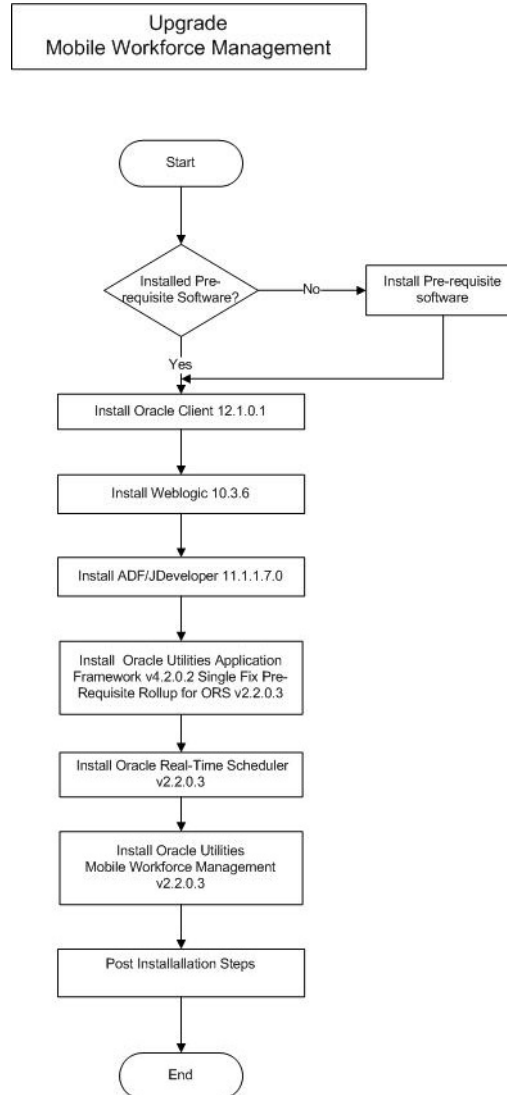 Upgrade
Mobile Workforce Management
Start
Installed Pre-
requisite Software?
No
Install Pre-requisite
software
Yes
Install Oracle Client 12.1.0.1
Install Weblogic 10.3.6
Install ADF/JDeveloper 11.1.1.7.0
Install Oracle Utilities Application
Framework v4.2.0.2 Single Fix Pre-
Requisite Rollup for ORS v2.2.0.3
Install Oracle Real-Time Scheduler
v2.2.0.3
Install Oracle Utilities
Mobile Workforce Management
v2.2.0.3
Post Installallation Steps
End